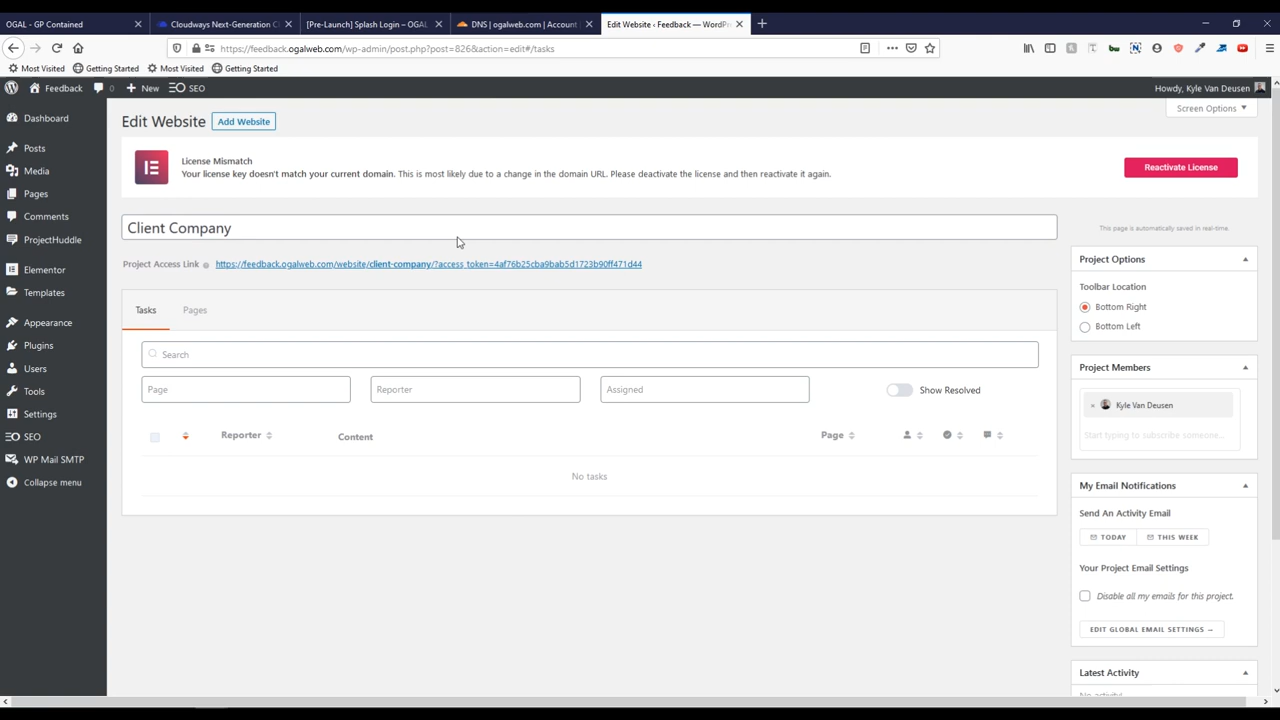 OGAL - GP Contained
Cloudways Next-Generation C
[Pre-Launch] Splash Login – OGAL
DNS | ogalweb.com | Account
Edit Website ‹ Feedback — WordPr
https://feedback.ogalweb.com/wp-admin/post.php?post=826&action=edit#/tasks
Most Visited
Getting Started
Most Visited
Getting Started
Feedback
0
New
SEO
Howdy, Kyle Van Deusen
Screen Options
Dashboard
Posts
Media
Pages
Comments
ProjectHuddle
Elementor
Templates
Appearance
Plugins
Users
Tools
Settings
SEO
WP Mail SMTP
Collapse menu
Edit Website
Add Website
License Mismatch
Your license key doesn't match your current domain. This is most likely due to a change in the domain URL. Please deactivate the license and then reactivate it again.
Reactivate License
Client Company
Project Access Link
https://feedback.ogalweb.com/website/client-company/?access_token=4af76b25cba9bab5d1723b90ff471d44
Tasks
Pages
Search
Page
Reporter
Assigned
Show Resolved
Reporter
Content
Page
No tasks
This page is automatically saved in real-time.
Project Options
Toolbar Location
Bottom Right
Bottom Left
Project Members
× Kyle Van Deusen
Start typing to subscribe someone...
My Email Notifications
Send An Activity Email
TODAY
THIS WEEK
Your Project Email Settings
Disable all my emails for this project.
EDIT GLOBAL EMAIL SETTINGS →
Latest Activity
No activity!